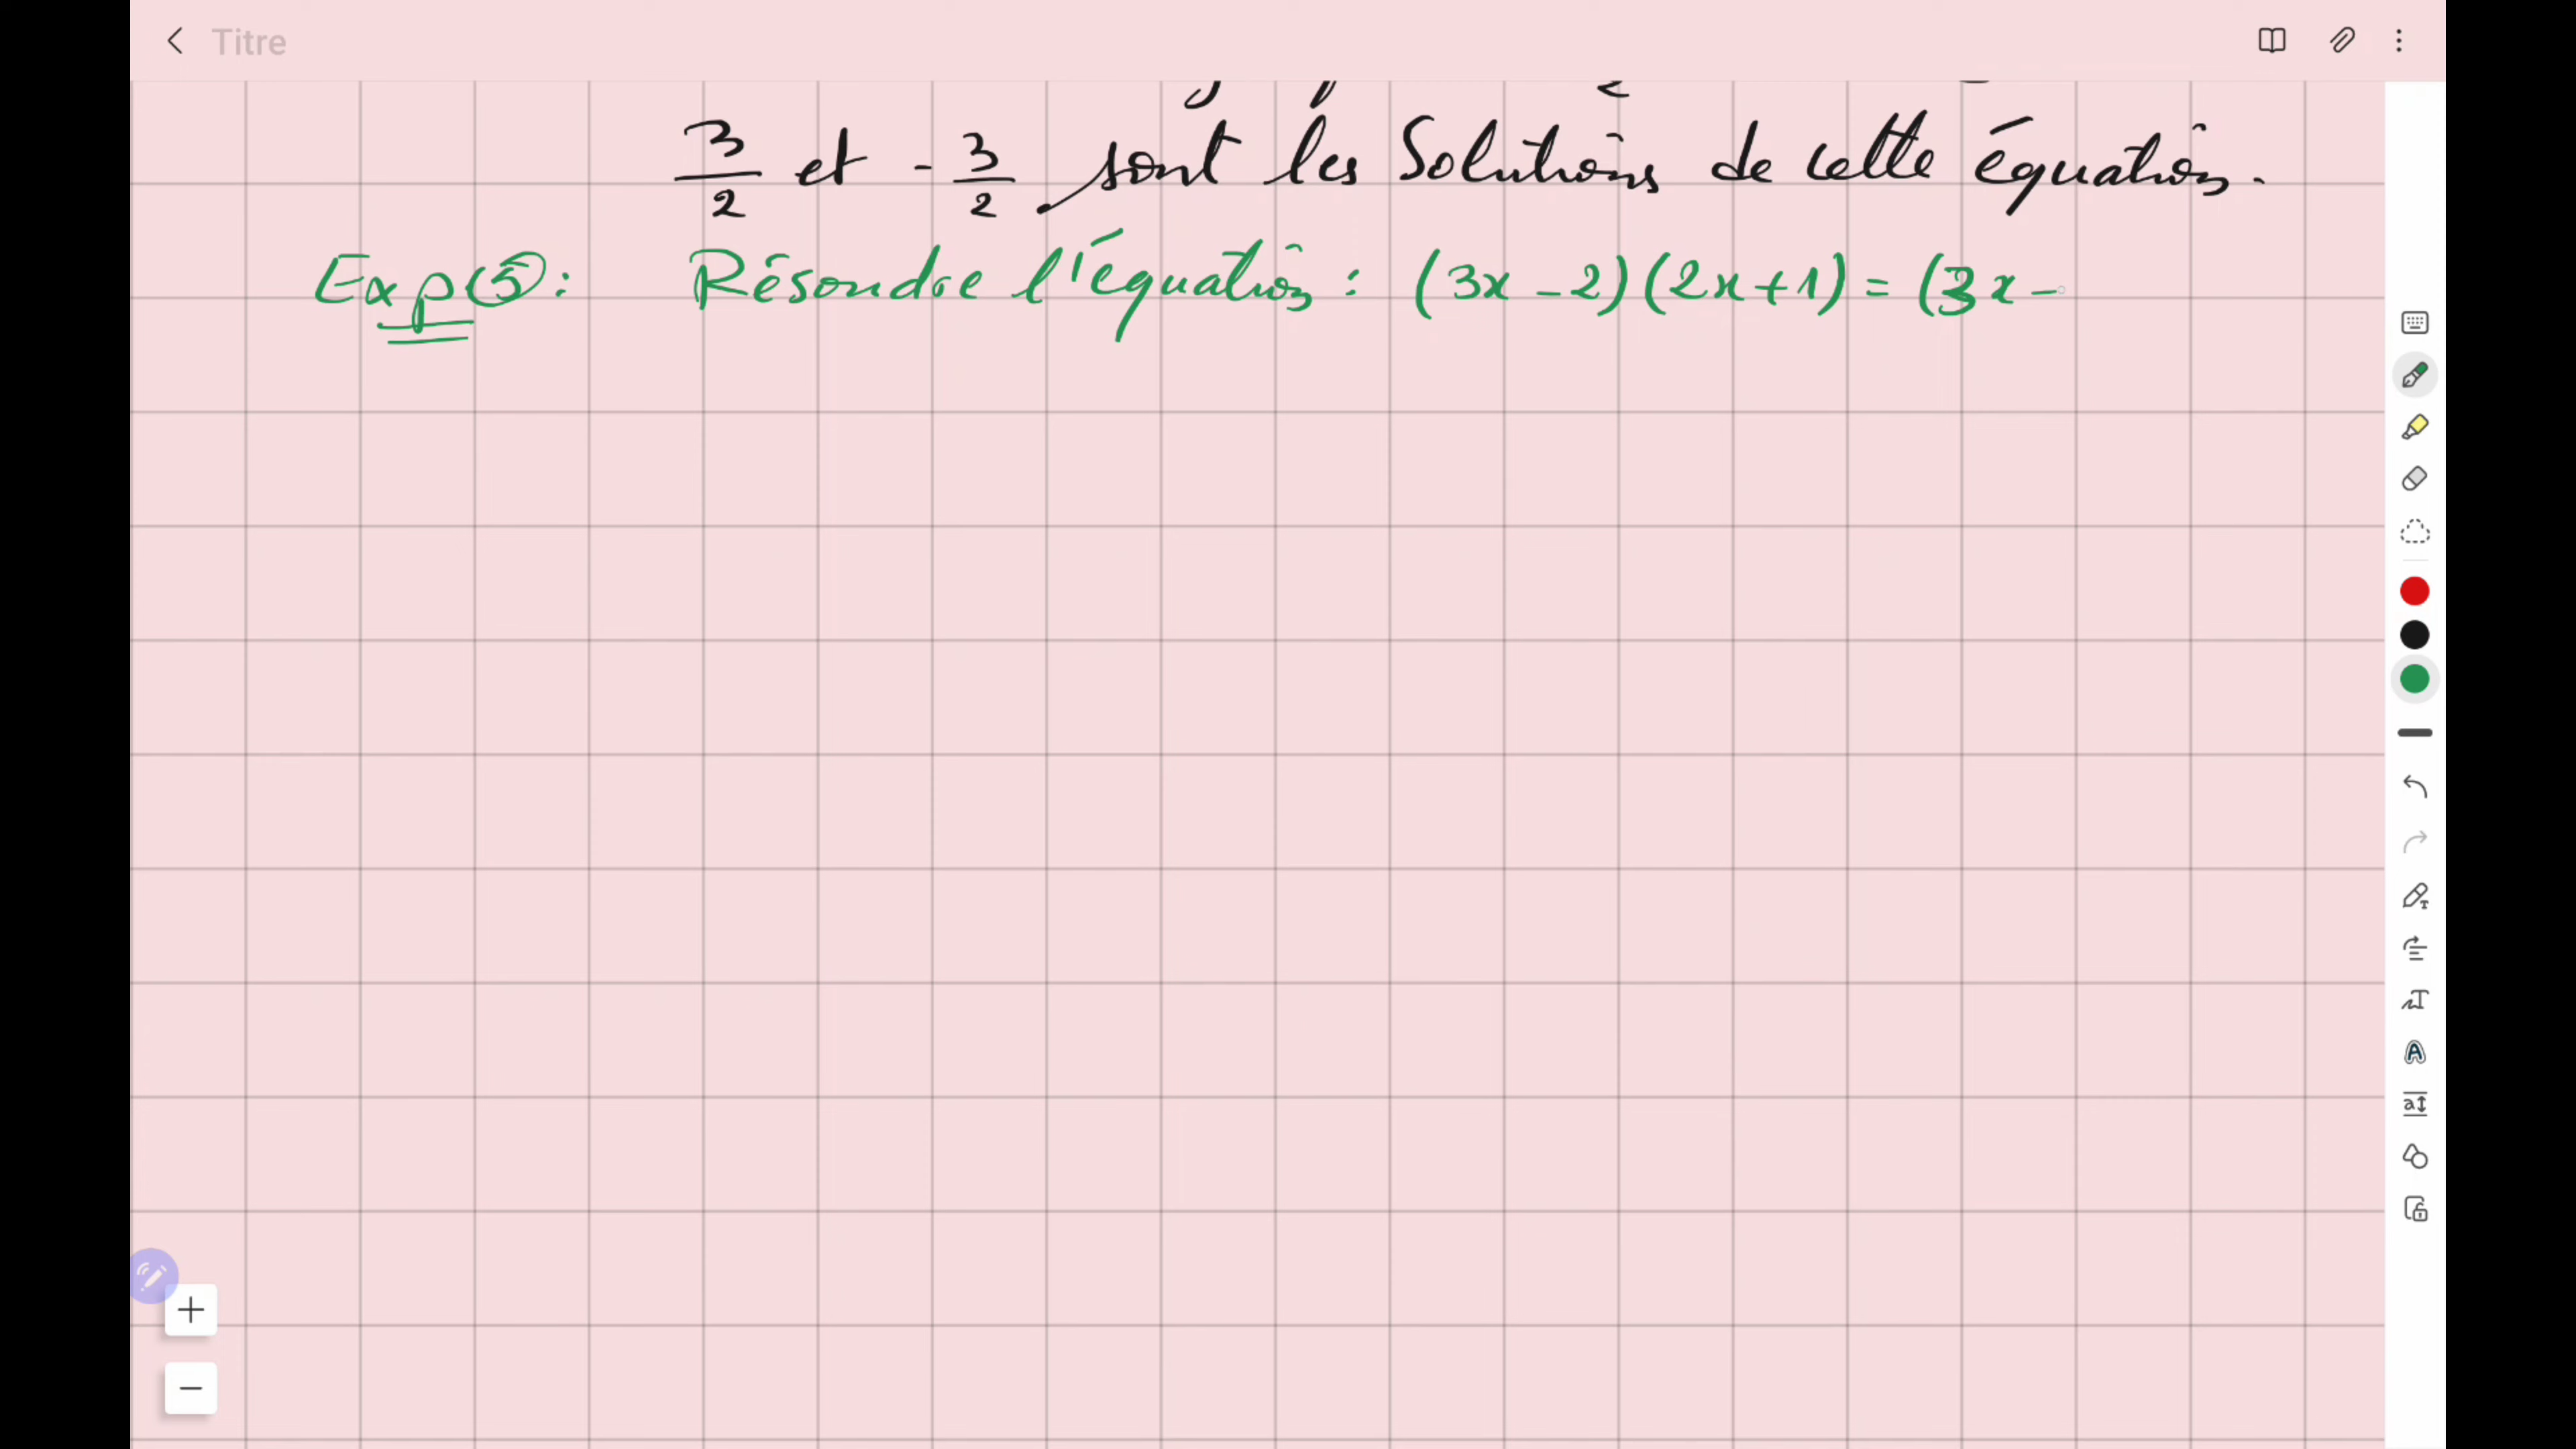 Titre
3/2 et -3/2 sont les Solutions de cette équation.
Exp(5): Résoudre l'équation : (3x - 2)(2x + 1) = (3x -
a
A
T